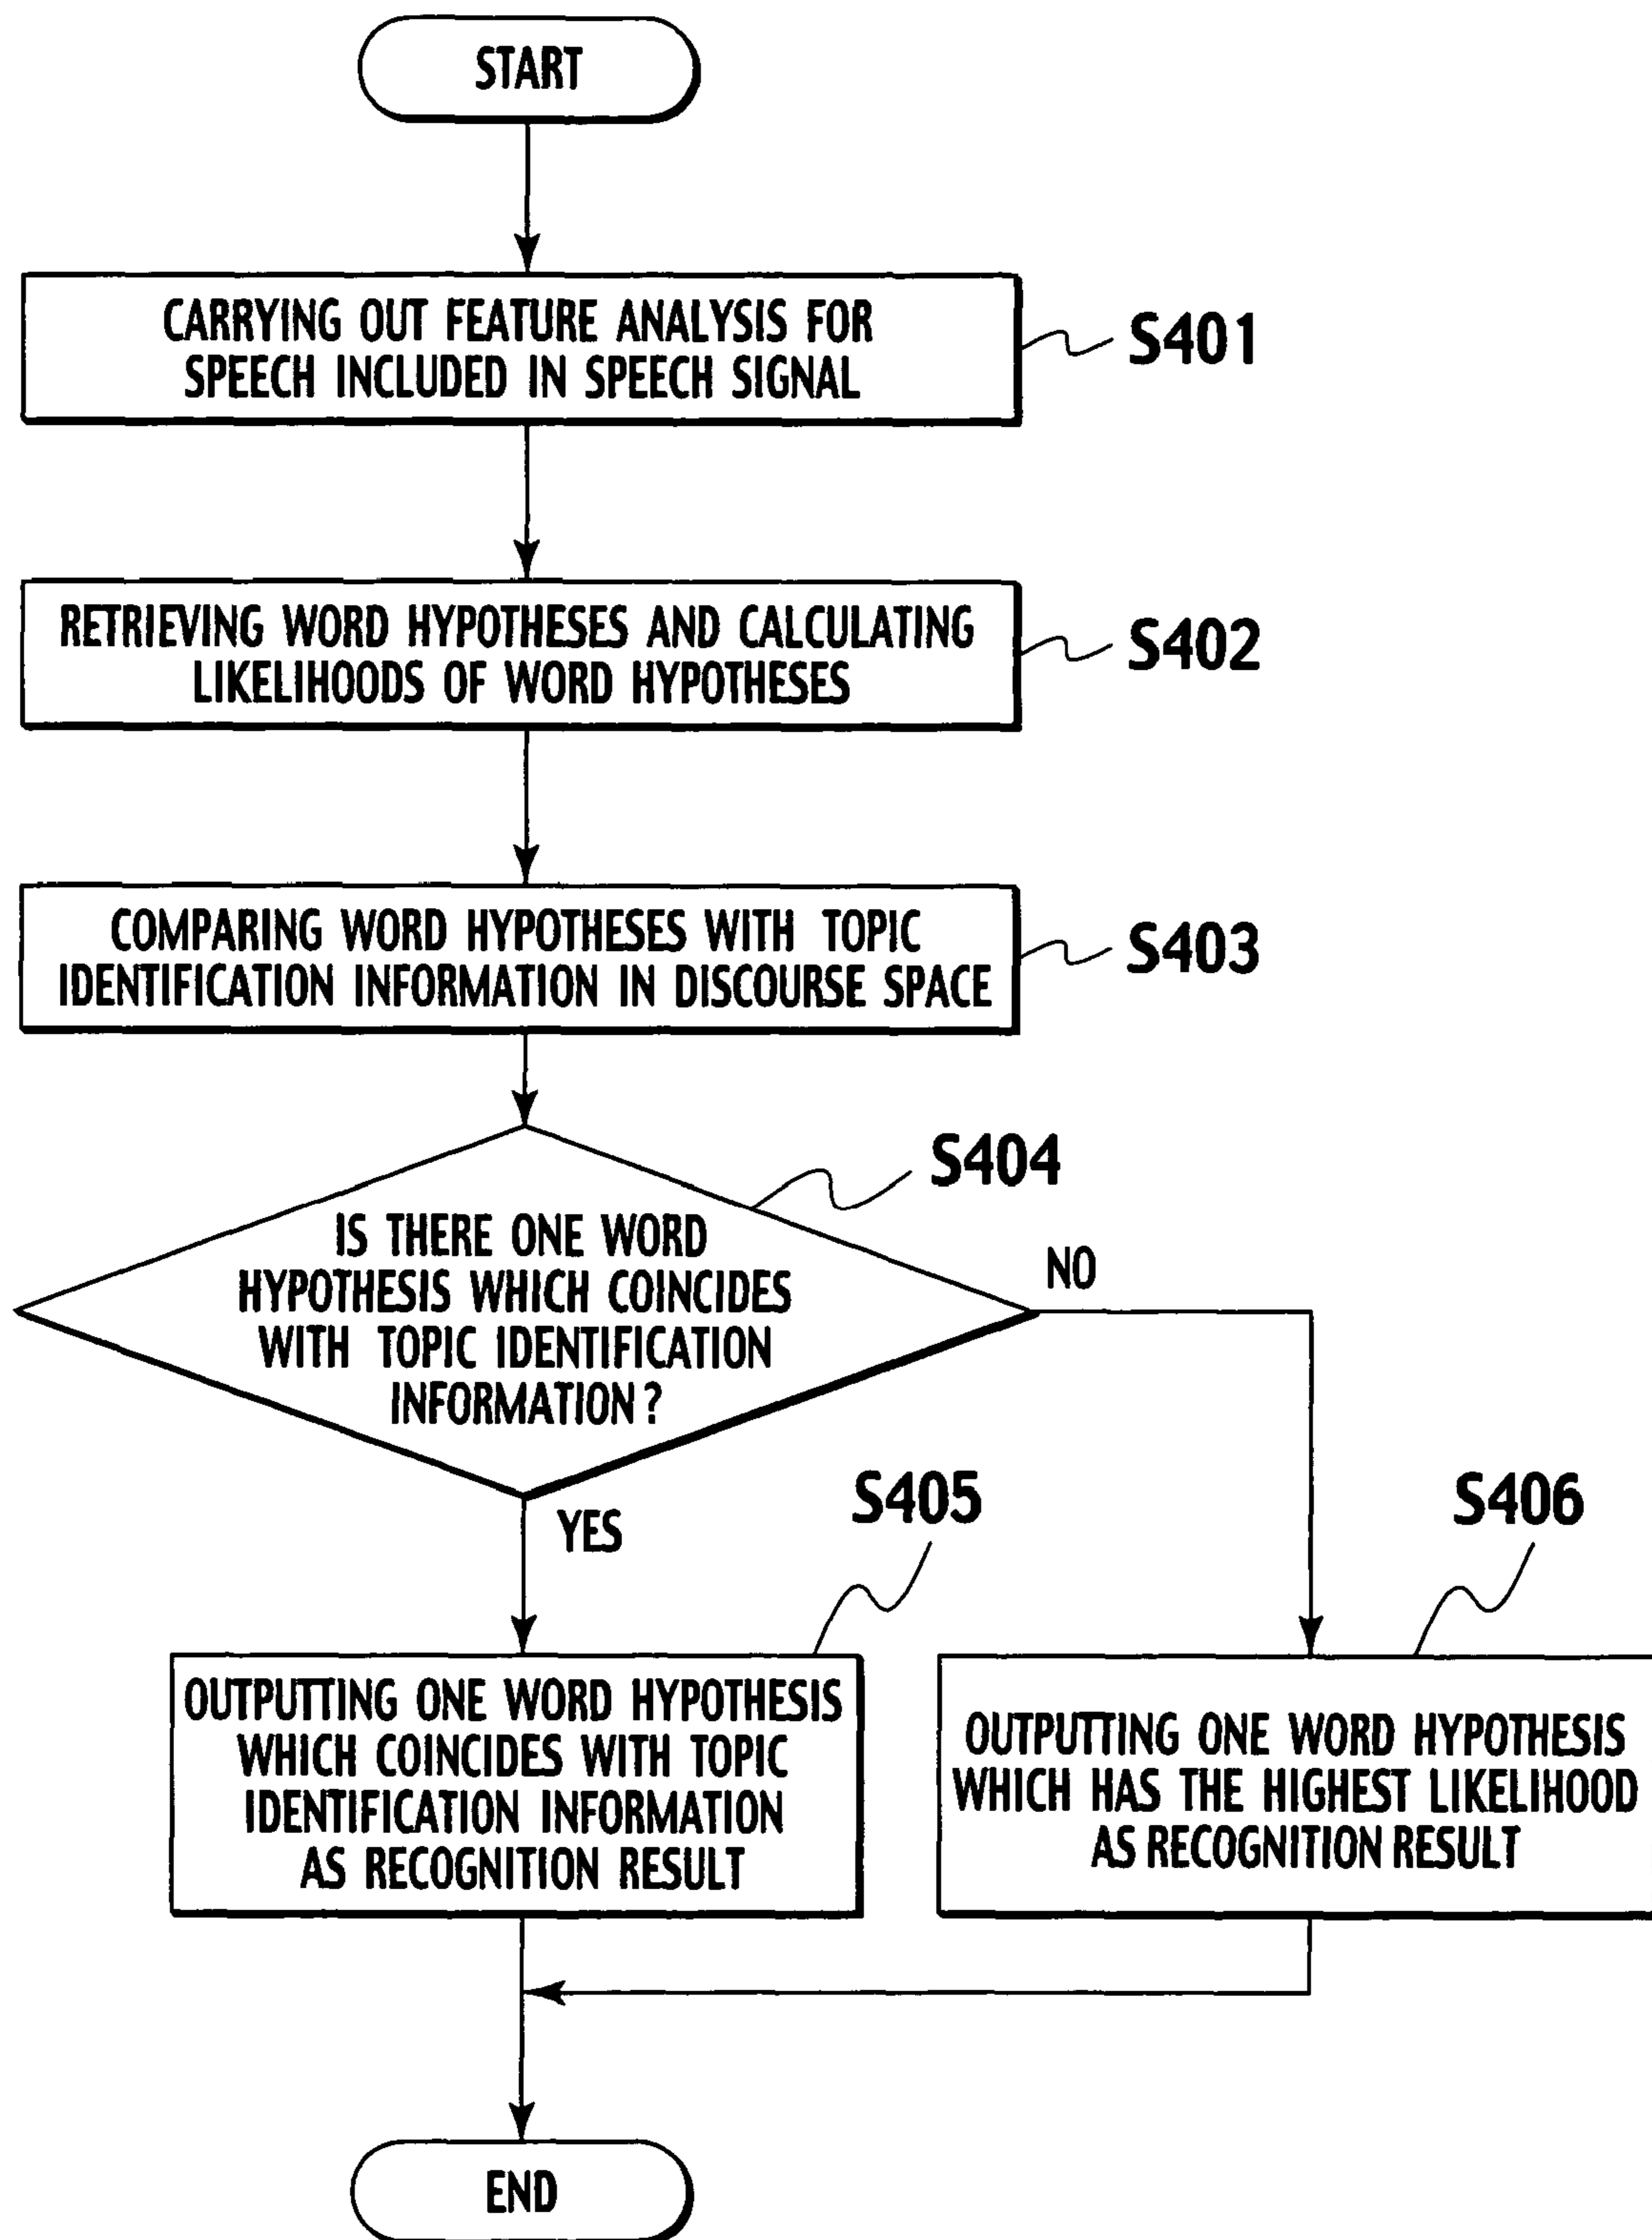 START
CARRYING OUT FEATURE ANALYSIS FOR
SPEECH INCLUDED IN SPEECH SIGNAL
S401
RETRIEVING WORD HYPOTHESES AND CALCULATING
LIKELIHOODS OF WORD HYPOTHESES
S402
COMPARING WORD HYPOTHESES WITH TOPIC
IDENTIFICATION INFORMATION IN DISCOURSE SPACE
S403
S404
IS THERE ONE WORD
HYPOTHESIS WHICH COINCIDES
WITH TOPIC IDENTIFICATION
INFORMATION?
NO
YES
S405
S406
OUTPUTTING ONE WORD HYPOTHESIS
WHICH COINCIDES WITH TOPIC
IDENTIFICATION INFORMATION
AS RECOGNITION RESULT
OUTPUTTING ONE WORD HYPOTHESIS
WHICH HAS THE HIGHEST LIKELIHOOD
AS RECOGNITION RESULT
END